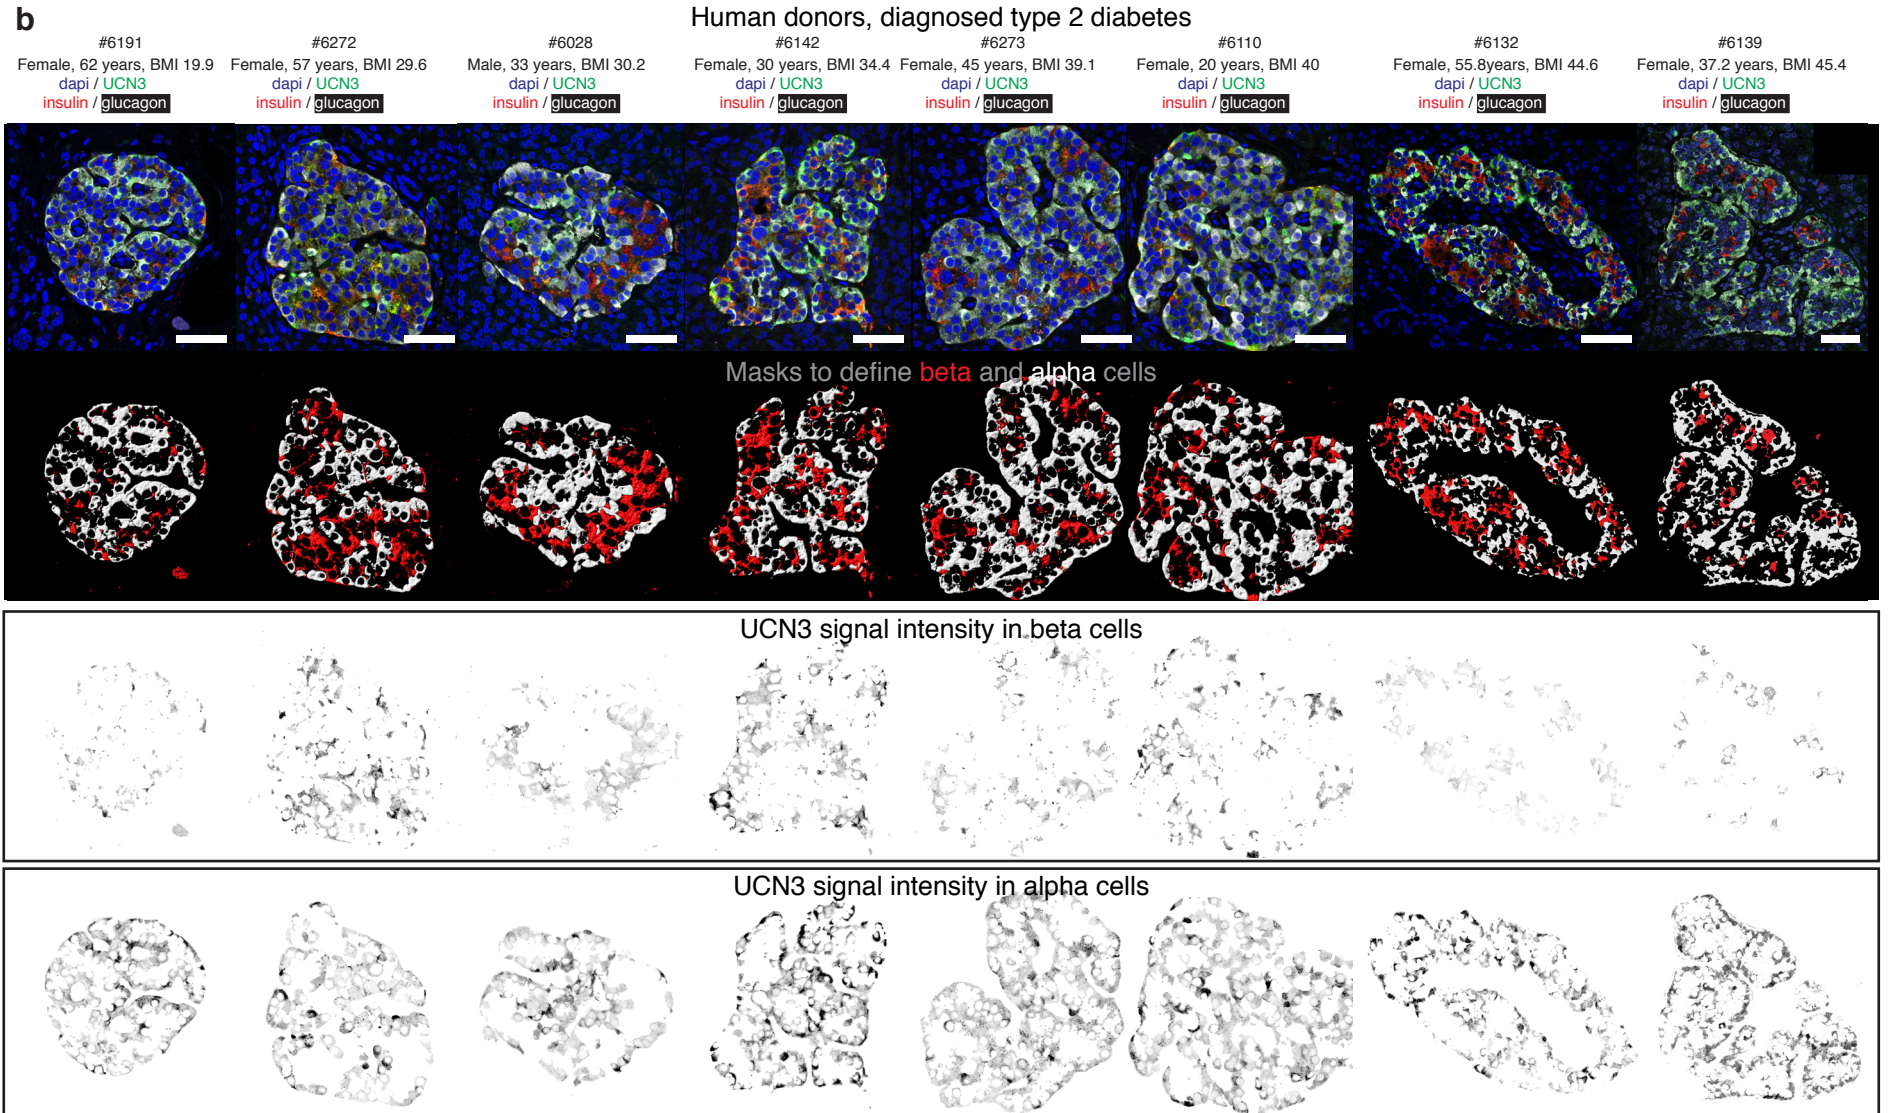 b
Human donors, diagnosed type 2 diabetes
#6191
Female, 62 years, BMI 19.9
dapi / UCN3
insulin / glucagon
#6272
Female, 57 years, BMI 29.6
dapi / UCN3
insulin / glucagon
#6028
Male, 33 years, BMI 30.2
dapi / UCN3
insulin / glucagon
#6142
Female, 30 years, BMI 34.4
dapi / UCN3
insulin / glucagon
#6273
Female, 45 years, BMI 39.1
dapi / UCN3
insulin / glucagon
#6110
Female, 20 years, BMI 40
dapi / UCN3
insulin / glucagon
#6132
Female, 55.8years, BMI 44.6
dapi / UCN3
insulin / glucagon
#6139
Female, 37.2 years, BMI 45.4
dapi / UCN3
insulin / glucagon
Masks to define beta and alpha cells
UCN3 signal intensity in beta cells
UCN3 signal intensity in alpha cells